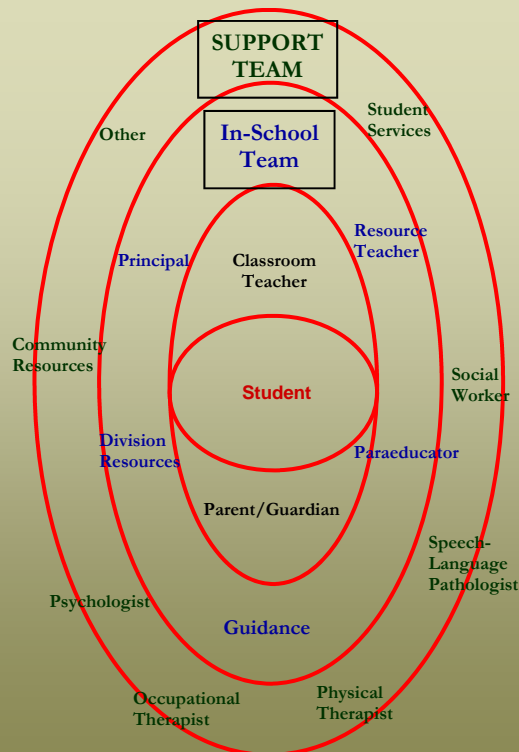 SUPPORT
TEAM
Student
Services
Other
In-School
Team
Resource
Teacher
Principal
Classroom
Teacher
Community
Resources
Social
Worker
Student
Division
Resources
Paraeducator
Parent/Guardian
Speech-
Language
Pathologist
Psychologist
Guidance
Occupational
Therapist
Physical
Therapist